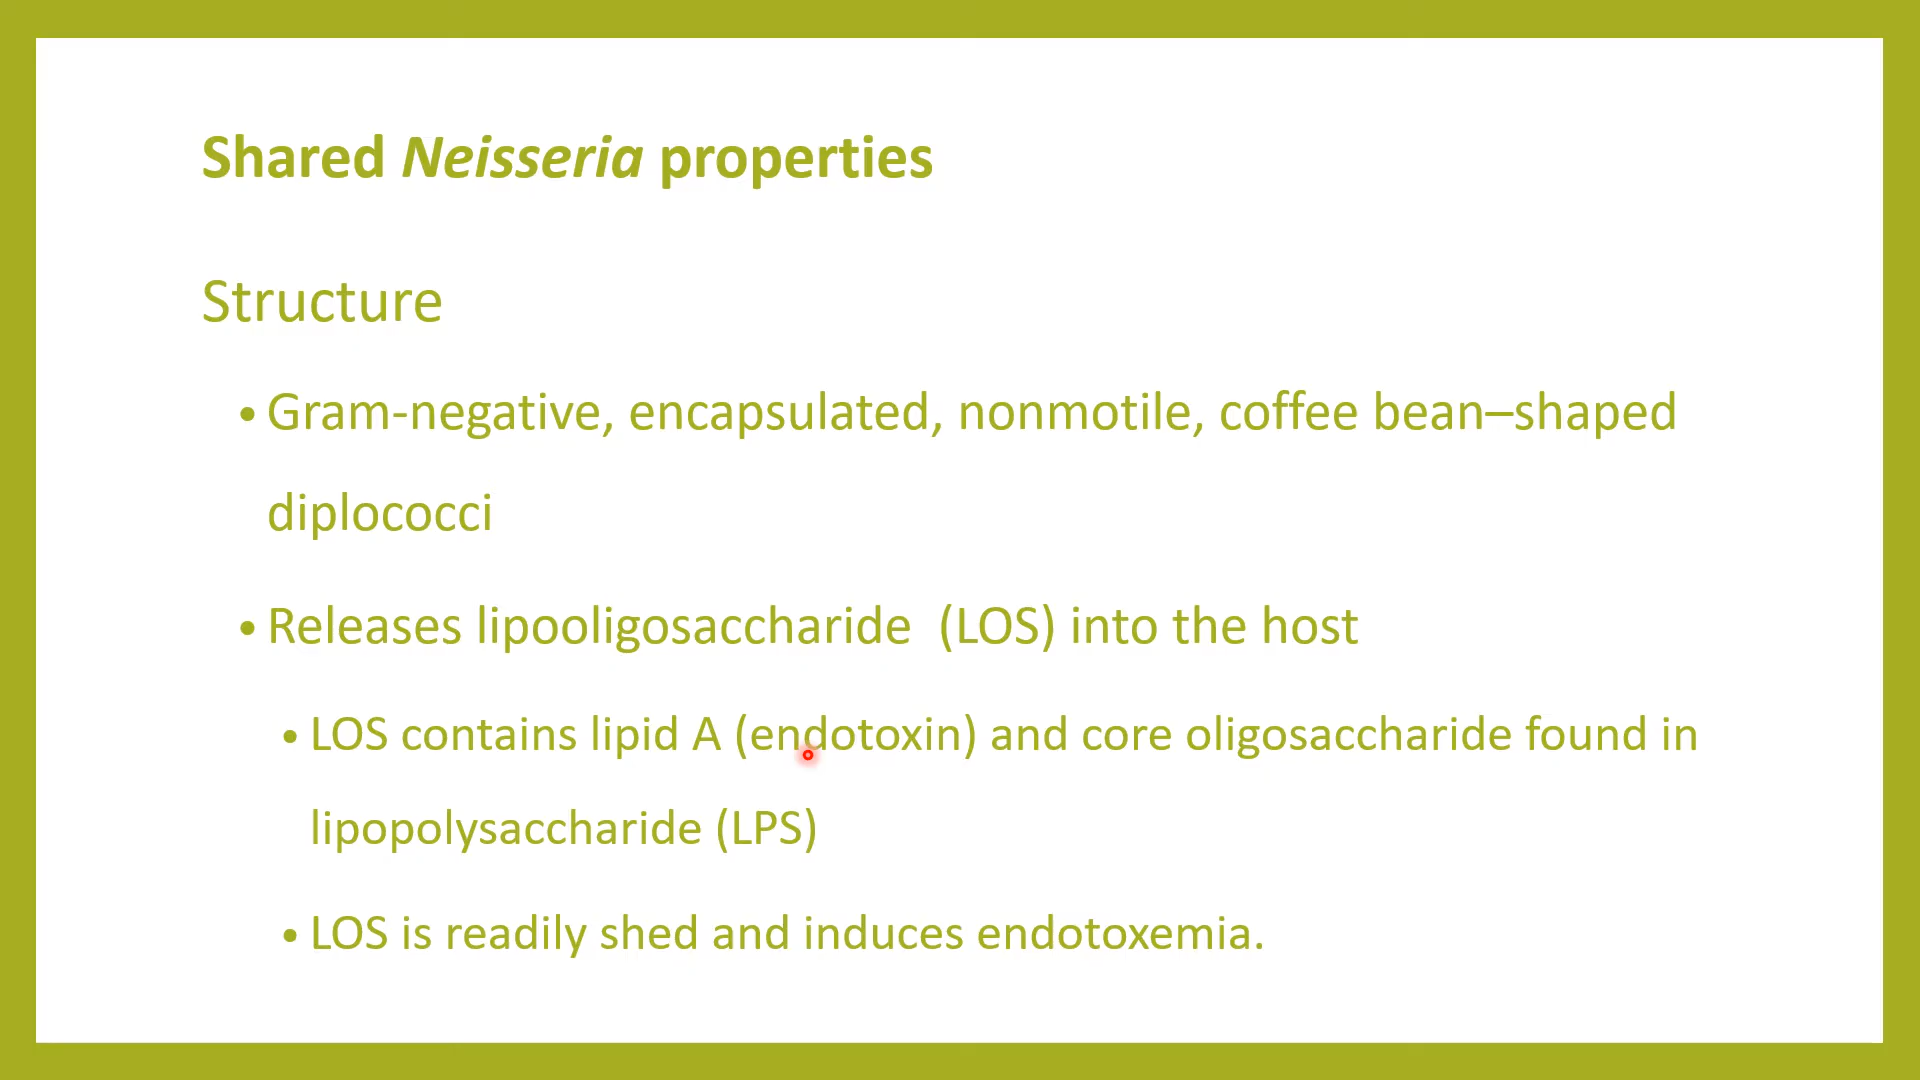 Shared Neisseria properties
Structure
• Gram-negative, encapsulated, nonmotile, coffee bean–shaped
diplococci
• Releases lipooligosaccharide  (LOS) into the host
• LOS contains lipid A (endotoxin) and core oligosaccharide found in
lipopolysaccharide (LPS)
• LOS is readily shed and induces endotoxemia.